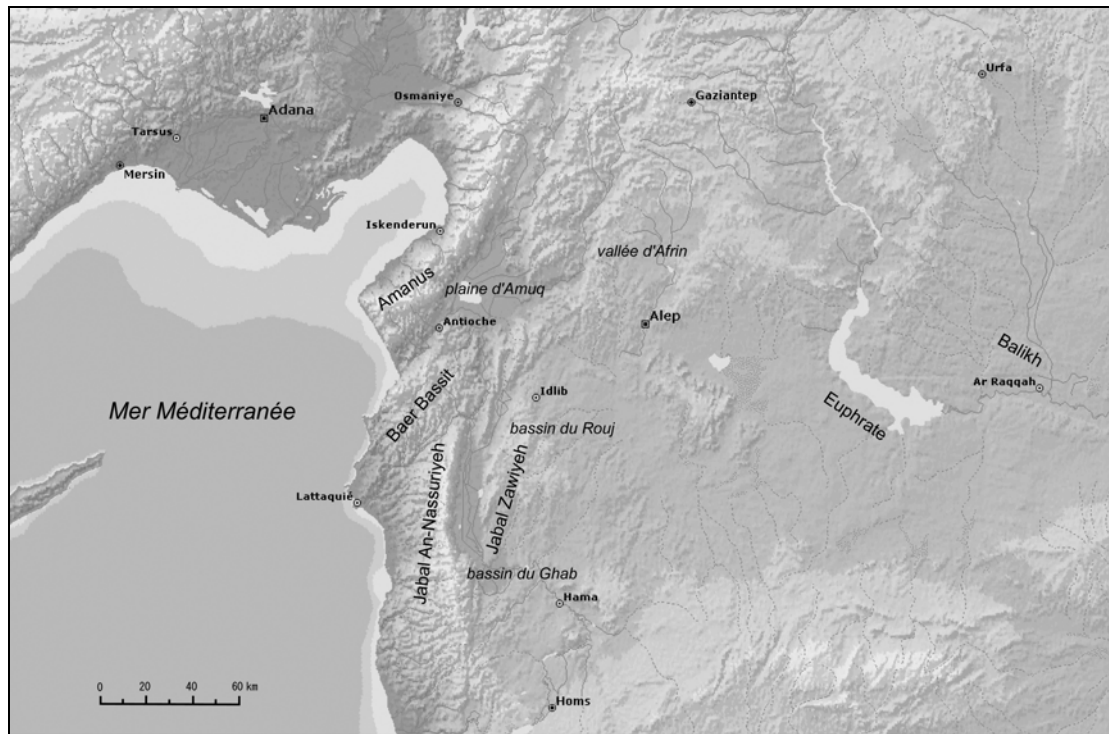 Urfa
Osmaniye
Gaziantep
Adana
Tarsus
Mersin
Iskenderun
vallée d'Afrin
Amanus
plaine d'Amuq
Antioche
Alep
Balikh
Ar Raqqah
Idlib
Mer Méditerranée
Baer Bassit
Euphrate
bassin du Rouj
Lattaquié
Jabal An-Nassuriyeh
Jabal Zawiyeh
bassin du Ghab
Hama
0 20 40 60 km
Homs